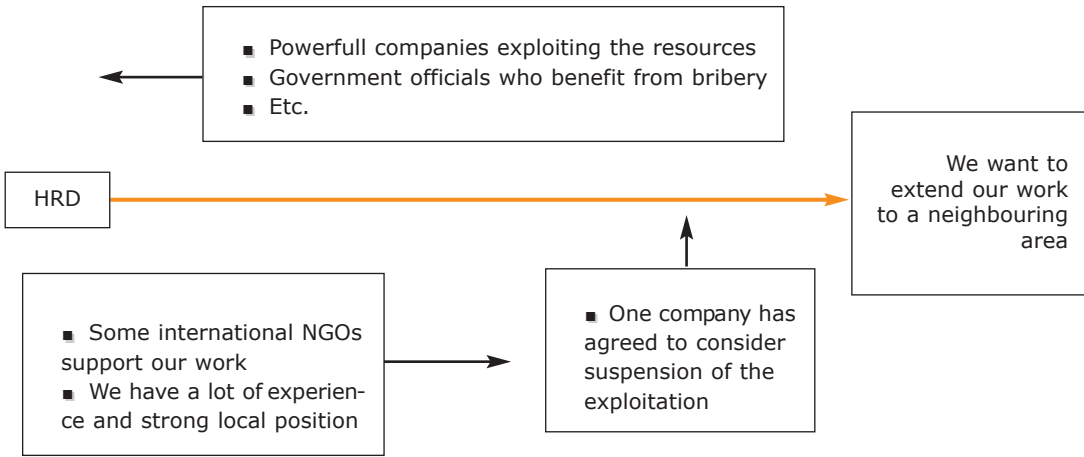 ■ Powerfull companies exploiting the resources
■ Government officials who benefit from bribery
■ Etc.
HRD
We want to
extend our work
to a neighbouring
area
■ Some international NGOs
support our work
■ We have a lot of experien-
ce and strong local position
■ One company has
agreed to consider
suspension of the
exploitation